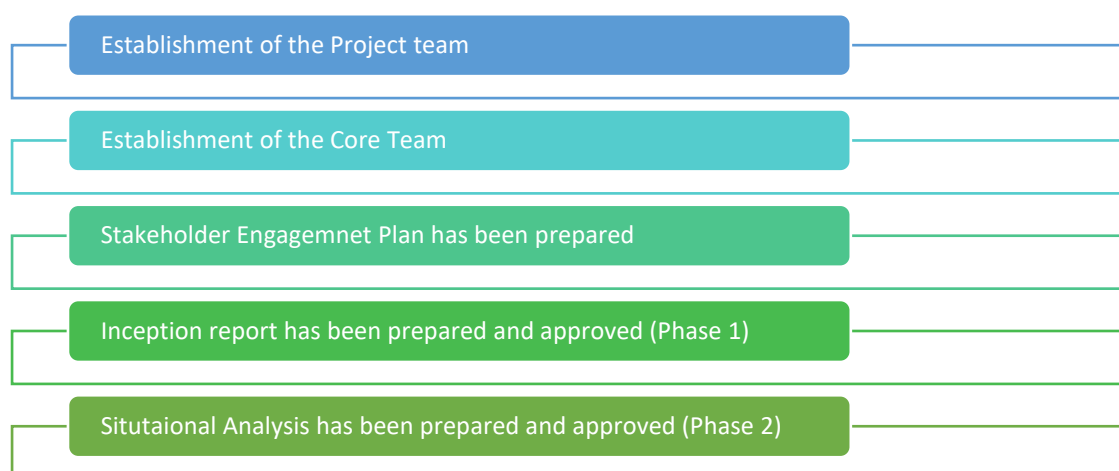 Establishment of the Project team
Establishment of the Core Team
Stakeholder Engagemnet Plan has been prepared
Inception report has been prepared and approved (Phase 1)
Situtaional Analysis has been prepared and approved (Phase 2)